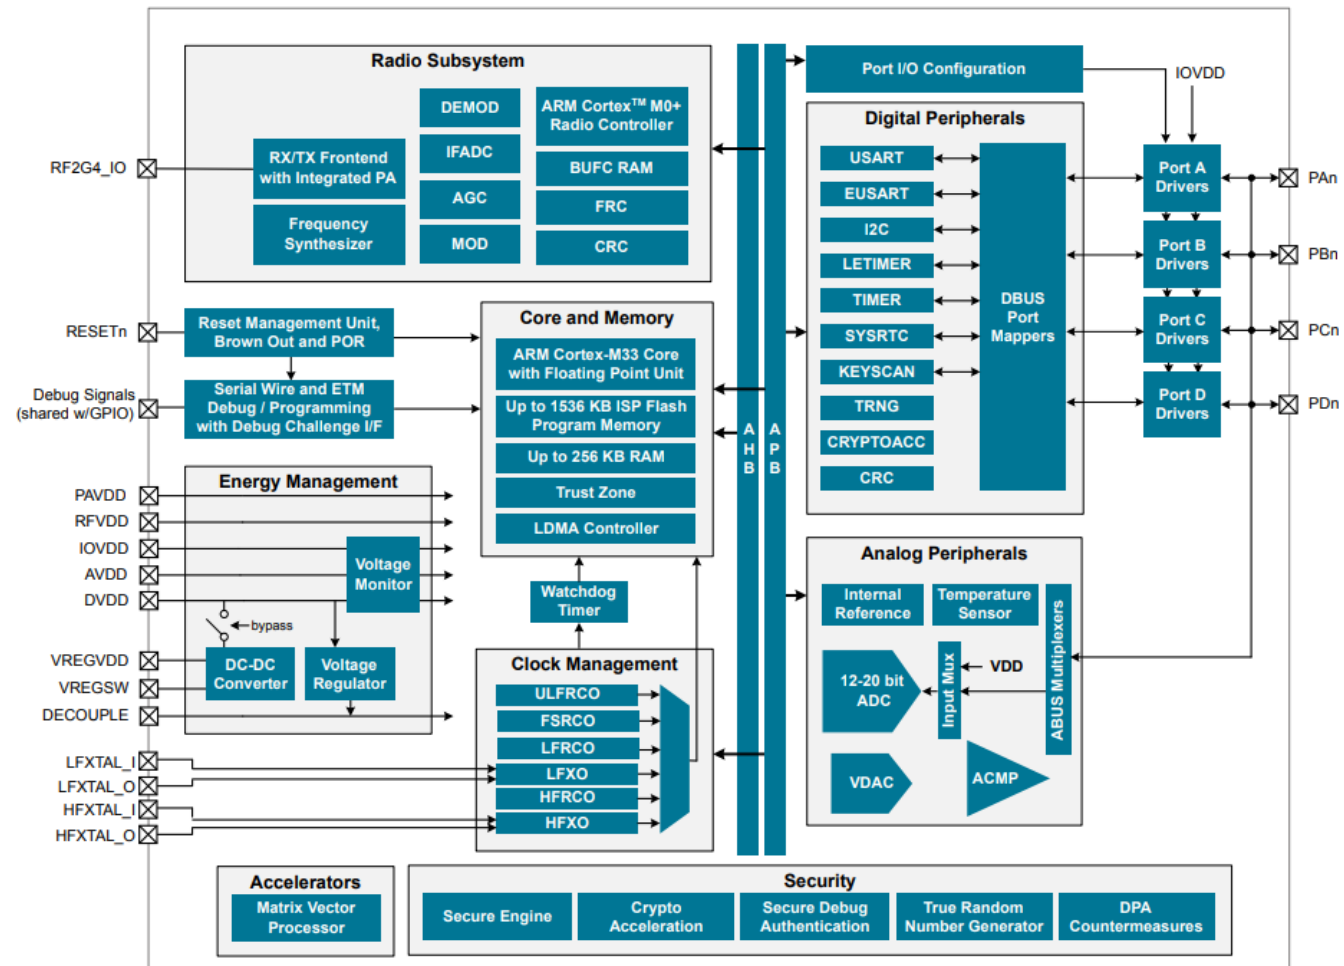 Radio Subsystem
DEMOD
IFADC
AGC
MOD
ARM Cortex™ M0+
Radio Controller
BUFC RAM
FRC
CRC
RX/TX Frontend
with Integrated PA
Frequency
Synthesizer
RF2G4_IO
RESETn
Reset Management Unit,
Brown Out and POR
Debug Signals
(shared w/GPIO)
Serial Wire and ETM
Debug / Programming
with Debug Challenge I/F
Core and Memory
ARM Cortex-M33 Core
with Floating Point Unit
Up to 1536 KB ISP Flash
Program Memory
Up to 256 KB RAM
Trust Zone
LDMA Controller
Watchdog
Timer
Energy Management
PAVDD
RFVDD
IOVDD
AVDD
DVDD
VREGVDD
VREGSW
DECOUPLE
Voltage
Monitor
bypass
DC-DC
Converter
Voltage
Regulator
LFXTAL_I
LFXTAL_O
HFXTAL_I
HFXTAL_O
Clock Management
ULFRCO
FSRCO
LFRCO
LFXO
HFRCO
HFXO
AHB
APB
Port I/O Configuration
IOVDD
Digital Peripherals
USART
EUSART
I2C
LETIMER
TIMER
SYSRTC
KEYSCAN
TRNG
CRYPTOACC
CRC
DBUS
Port
Mappers
Port A
Drivers
Port B
Drivers
Port C
Drivers
Port D
Drivers
PAn
PBn
PCn
PDn
Analog Peripherals
Internal
Reference
Temperature
Sensor
12-20 bit
ADC
Input Mux
VDD
ABUS Multiplexers
VDAC
ACMP
Accelerators
Matrix Vector
Processor
Security
Secure Engine
Crypto
Acceleration
Secure Debug
Authentication
True Random
Number Generator
DPA
Countermeasures